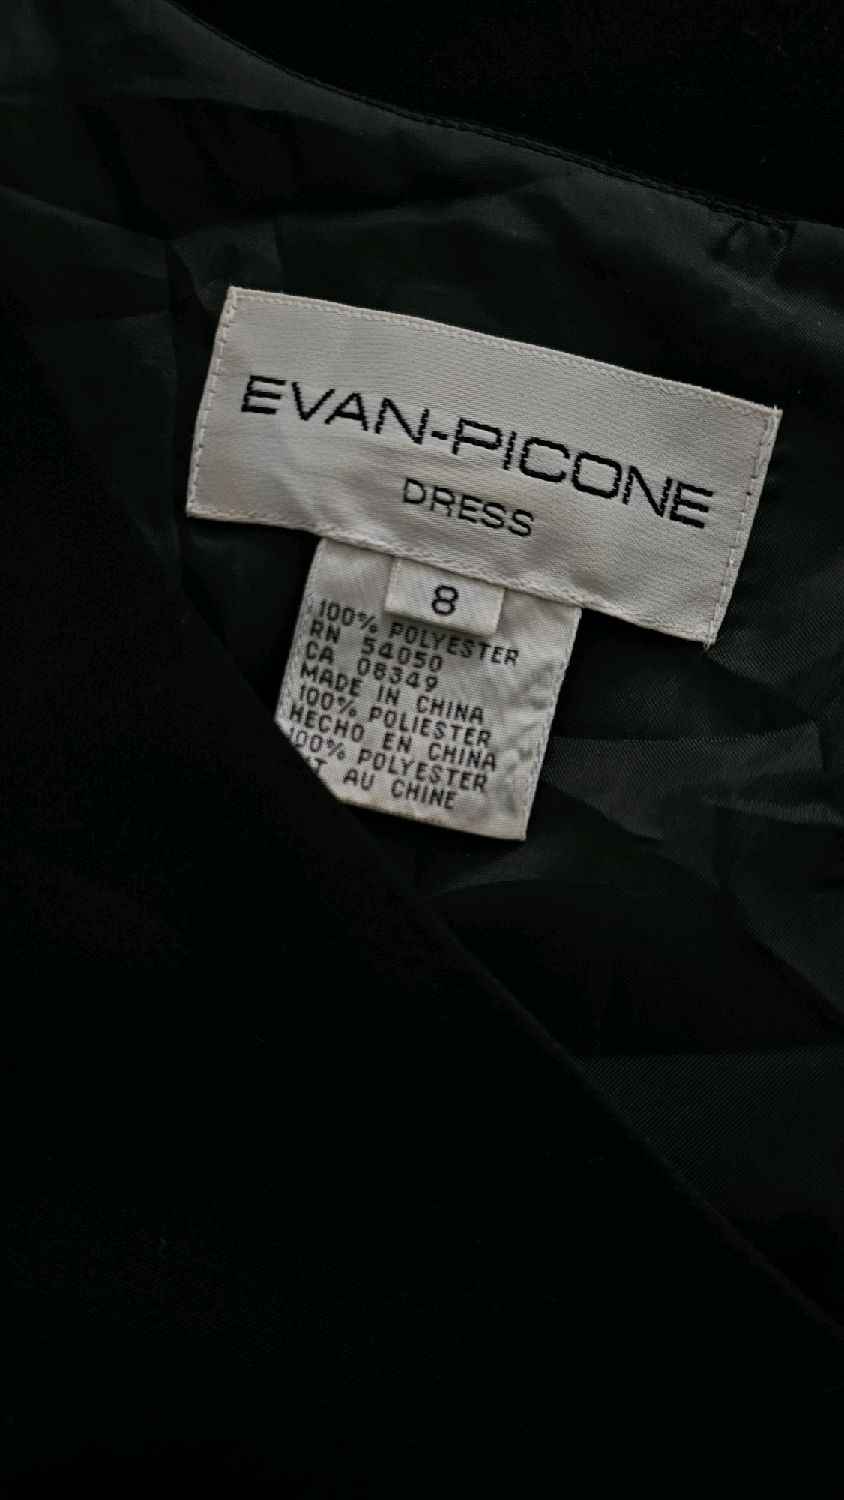 EVAN-PICONE
DRESS
8
100% POLYESTER
RN 54050
CA 08349
MADE IN CHINA
100% POLIESTER
HECHO EN CHINA
100% POLYESTER
AU CHINE